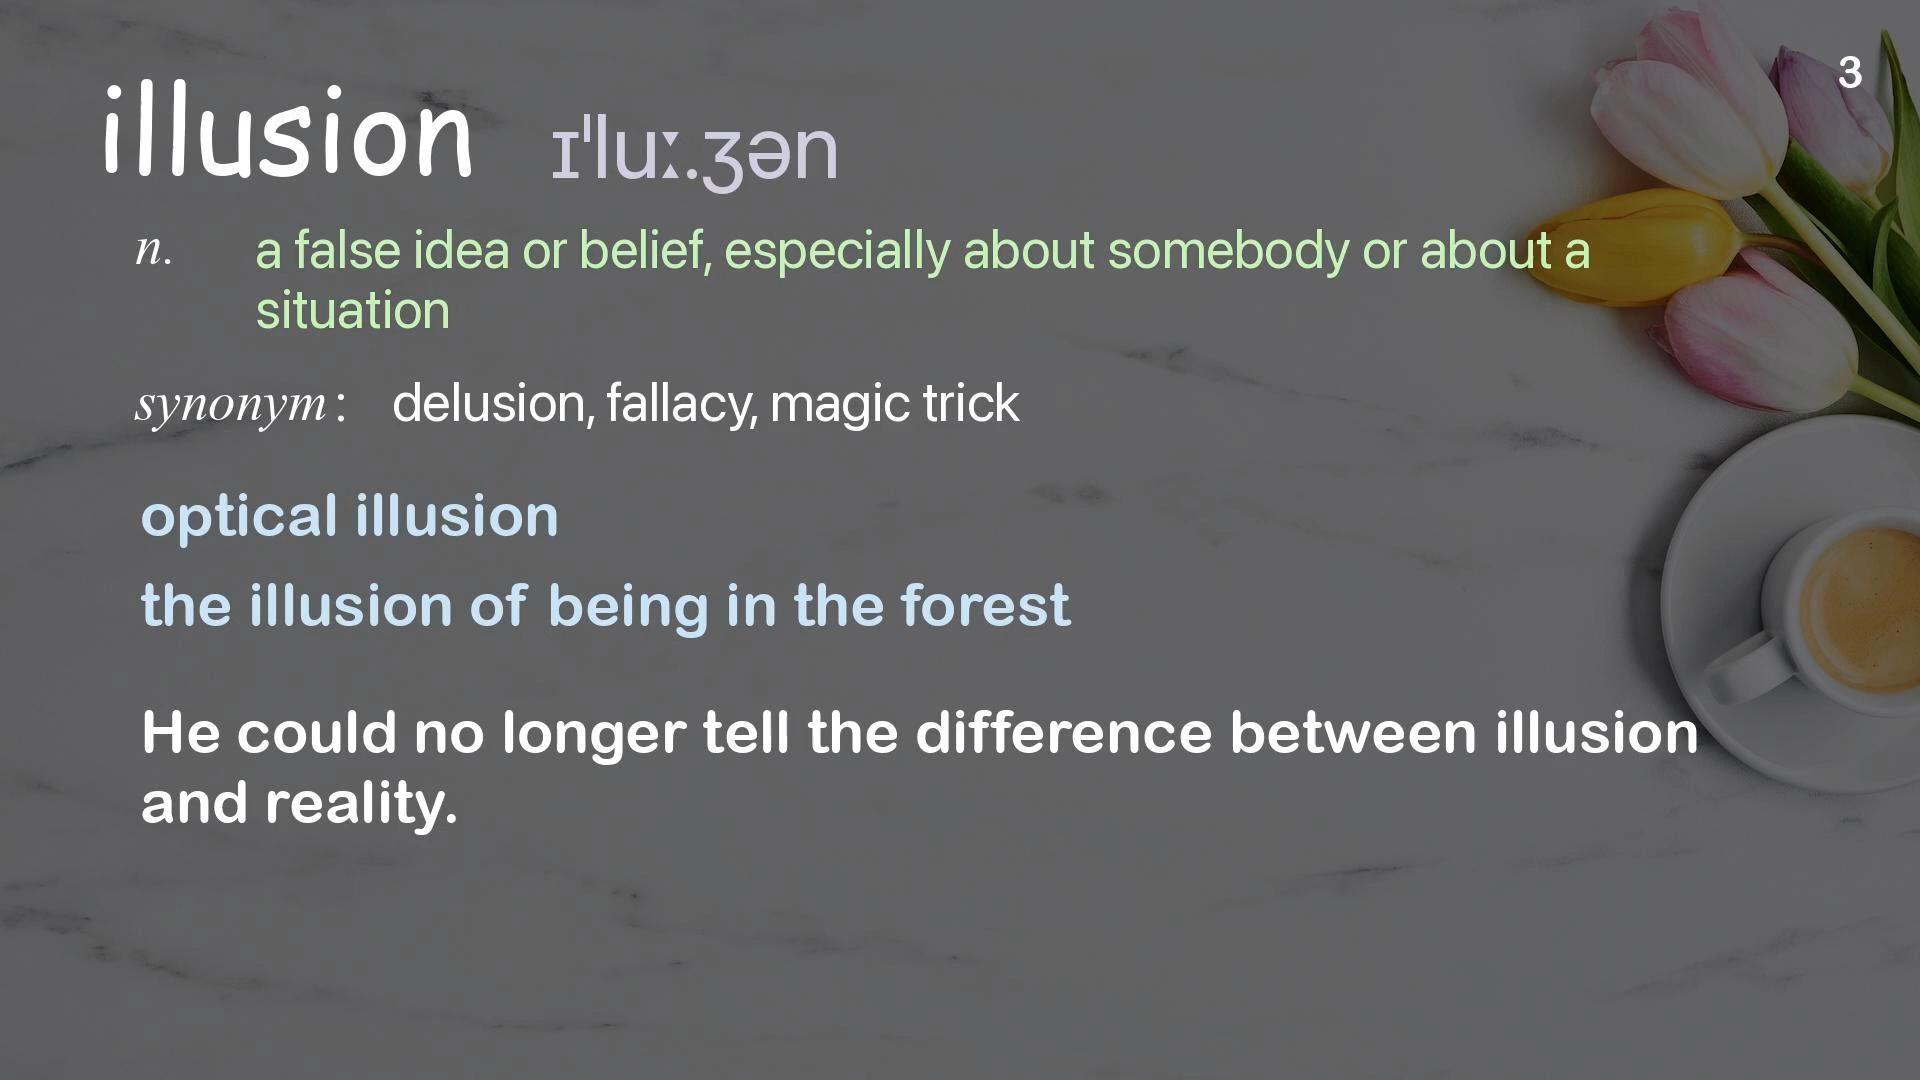 3
illusion ɪˈluː.ʒən
n. a false idea or belief, especially about somebody or about a
situation
synonym: delusion, fallacy, magic trick
optical illusion
the illusion of being in the forest
He could no longer tell the difference between illusion
and reality.